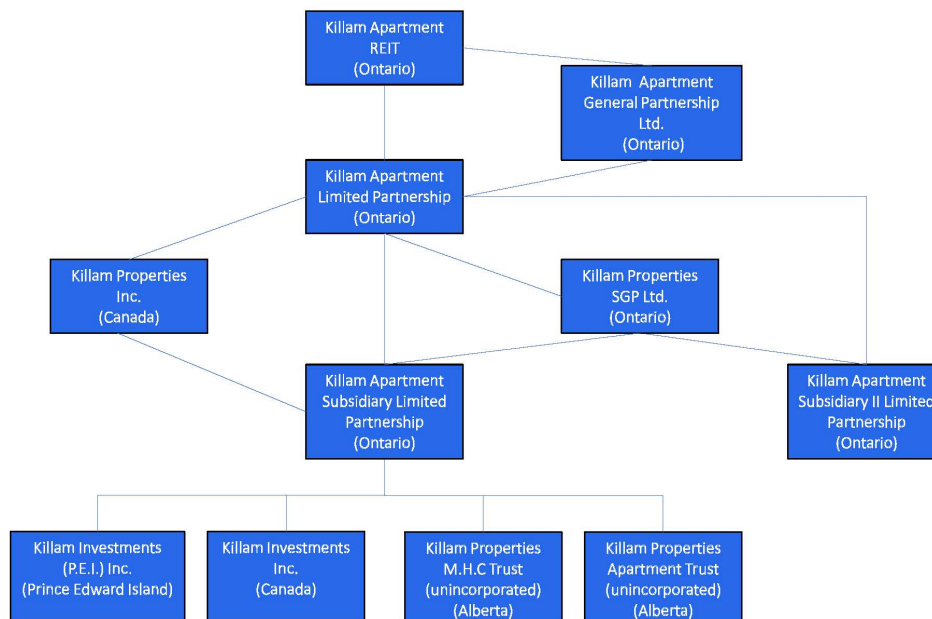 Killam Apartment
REIT
(Ontario)
Killam Apartment
General Partnership
Ltd.
(Ontario)
Killam Apartment
Limited Partnership
(Ontario)
Killam Properties
Inc.
(Canada)
Killam Properties
SGP Ltd.
(Ontario)
Killam Apartment
Subsidiary Limited
Partnership
(Ontario)
Killam Apartment
Subsidiary II Limited
Partnership
(Ontario)
Killam Investments
(P.E.I.) Inc.
(Prince Edward Island)
Killam Investments
Inc.
(Canada)
Killam Properties
M.H.C Trust
(unincorporated)
(Alberta)
Killam Properties
Apartment Trust
(unincorporated)
(Alberta)